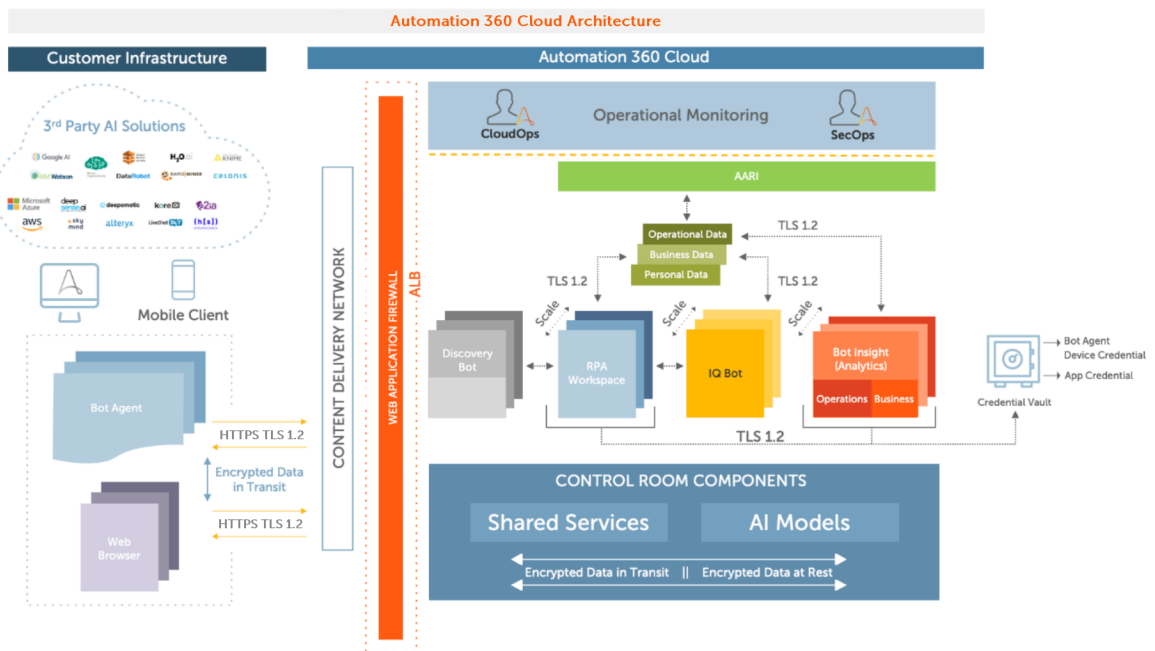 Automation 360 Cloud Architecture
Customer Infrastructure
Automation 360 Cloud
3rd Party AI Solutions
Google AI
H2O.ai
KNIME
Watson
DataRobot
RAPIDMINER
celonis
Microsoft
Azure
deep
sense.ai
deepomatic
kore.ai
2ia
aws
sky
mind
alteryx
LiveChat 24/7
{h[s]}
Mobile Client
Bot Agent
HTTPS TLS 1.2
Encrypted Data
in Transit
HTTPS TLS 1.2
Web
Browser
CONTENT DELIVERY NETWORK
WEB APPLICATION FIREWALL
ALB
CloudOps
Operational Monitoring
SecOps
AARI
Operational Data
Business Data
Personal Data
TLS 1.2
TLS 1.2
TLS 1.2
Scale
Scale
Scale
Discovery
Bot
RPA
Workspace
IQ Bot
Bot Insight
(Analytics)
Operations
Business
TLS 1.2
Bot Agent
Device Credential
App Credential
Credential Vault
CONTROL ROOM COMPONENTS
Shared Services
AI Models
Encrypted Data in Transit || Encrypted Data at Rest